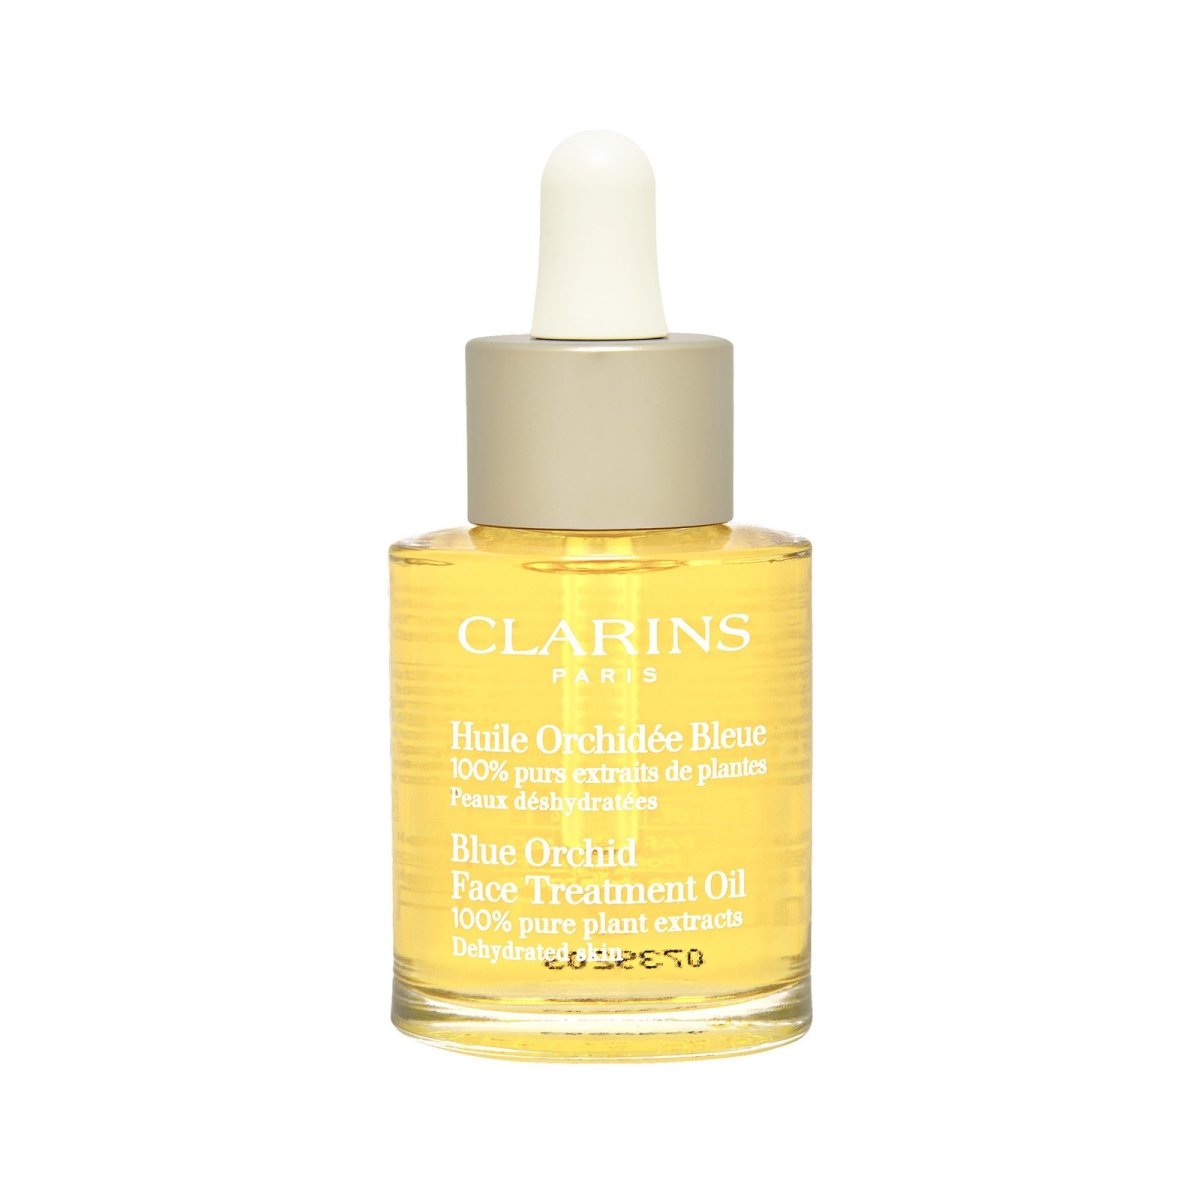 CLARINS
PARIS
Huile Orchidée Bleue
100% purs extraits de plantes
Peaux déshydratées
Blue Orchid
Face Treatment Oil
100% pure plant extracts
Dehydrated skin